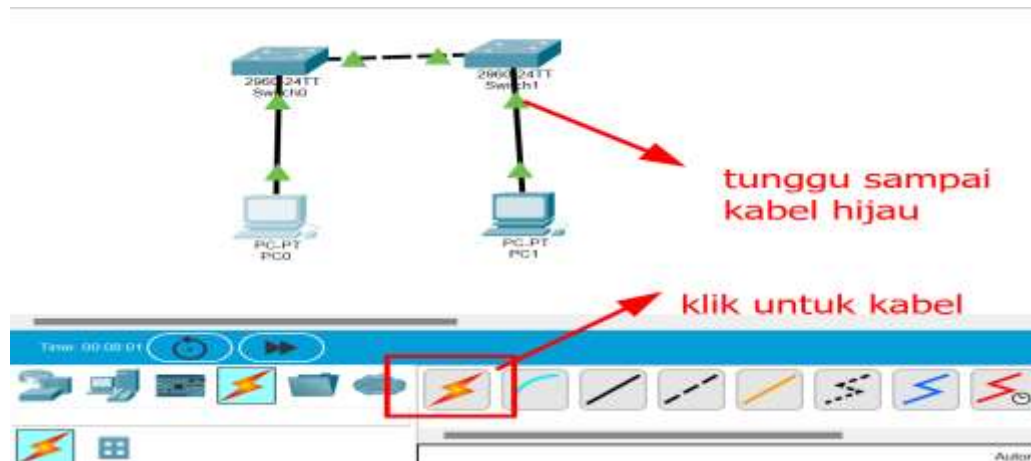 2960-24TT
Switch0
2960-24TT
Switch1
tunggu sampai
kabel hijau
PC-PT
PC0
PC-PT
PC1
klik untuk kabel
Time: 00:08:01